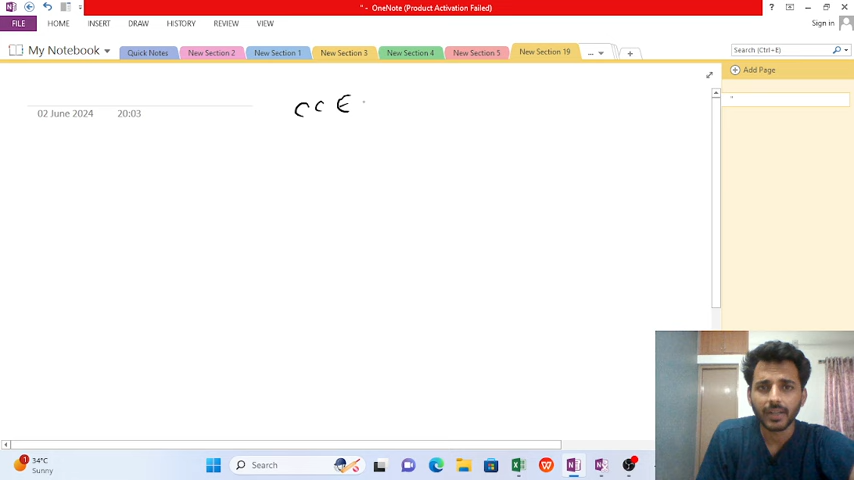 " - OneNote (Product Activation Failed)
FILE HOME INSERT DRAW HISTORY REVIEW VIEW
Sign in
My Notebook Quick Notes New Section 2 New Section 1 New Section 3 New Section 4 New Section 5 New Section 19 ... Search (Ctrl+E)
Add Page
"
02 June 2024 20:03
CCE
1
34°C
Sunny
Search